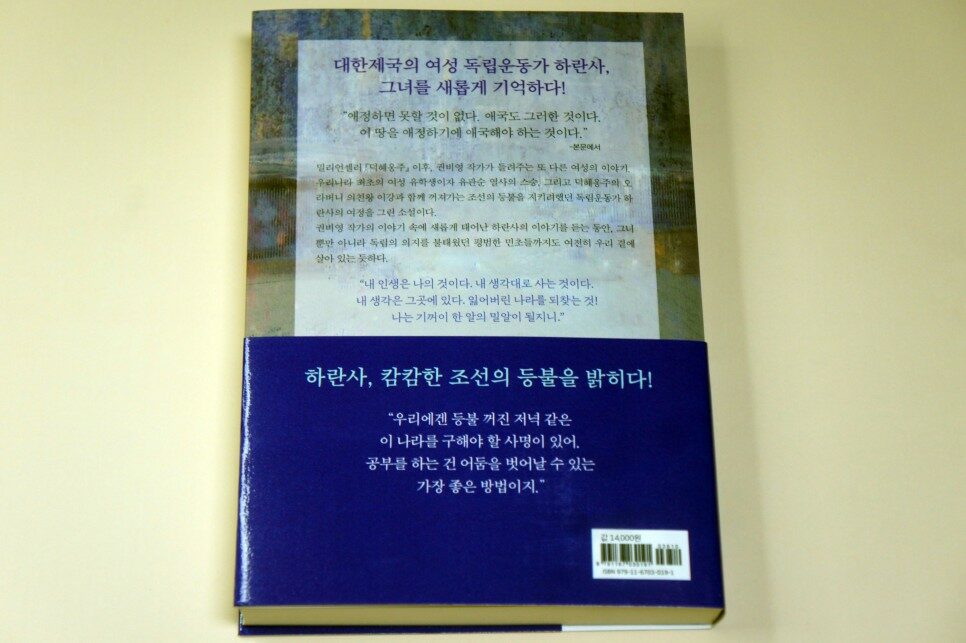 대한제국의 여성 독립운동가 하란사,
그녀를 새롭게 기억하다!
“애정하면 못할 것이 없다. 애국도 그러한 것이다.
이 땅을 애정하기에 애국해야 하는 것이다.”
-본문에서
밀리언셀러 『덕혜옹주』 이후, 권비영 작가가 들려주는 또 다른 여성의 이야기.
우리나라 최초의 여성 유학생이자 유관순 열사의 스승, 그리고 덕혜옹주의 오
라버니 의친왕 이강과 함께 꺼져가는 조선의 등불을 지키려했던 독립운동가 하
란사의 여정을 그린 소설이다.
권비영 작가의 이야기 속에 새롭게 태어난 하란사의 이야기를 듣는 동안, 그녀
뿐만 아니라 독립의 의지를 불태웠던 평범한 민초들까지도 여전히 우리 곁에
살아 있는 듯하다.
“내 인생은 나의 것이다. 내 생각대로 사는 것이다.
내 생각은 그곳에 있다. 잃어버린 나라를 되찾는 것!
나는 기꺼이 한 알의 밀알이 될지니.”
하란사, 캄캄한 조선의 등불을 밝히다!
“우리에겐 등불 꺼진 저녁 같은
이 나라를 구해야 할 사명이 있어.
공부를 하는 건 어둠을 벗어날 수 있는
가장 좋은 방법이지.”
값 14,000원
03810
9 791167 030191
ISBN 979-11-6703-019-1